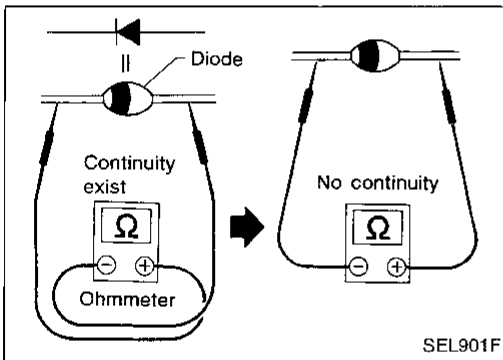 Diode
Continuity
exist
Ω
⊖ ⊕
Ohmmeter
No continuity
Ω
⊖ ⊕
SEL901F